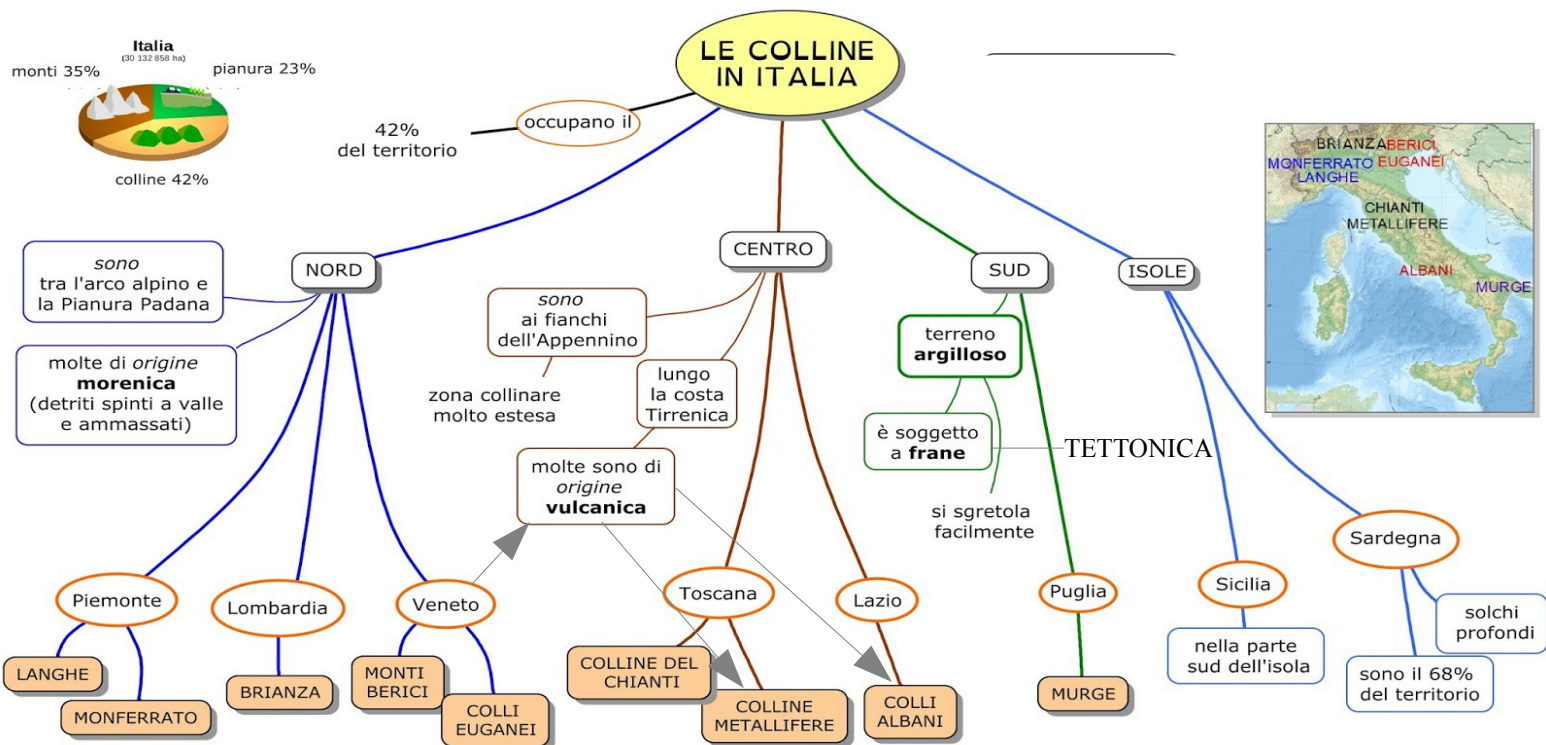 LE COLLINE
IN ITALIA
Italia
(30 132 858 ha)
monti 35%
pianura 23%
colline 42%
occupano il
42%
del territorio
NORD
sono
tra l'arco alpino e
la Pianura Padana
molte di origine
morenica
(detriti spinti a valle
e ammassati)
Piemonte
LANGHE
MONFERRATO
Lombardia
BRIANZA
Veneto
MONTI
BERICI
COLLI
EUGANEI
CENTRO
sono
ai fianchi
dell'Appennino
zona collinare
molto estesa
lungo
la costa
Tirrenica
molte sono di
origine
vulcanica
Toscana
COLLINE DEL
CHIANTI
COLLINE
METALLIFERE
Lazio
COLLI
ALBANI
SUD
terreno
argilloso
è soggetto
a frane
TETTONICA
si sgretola
facilmente
Puglia
MURGE
ISOLE
Sicilia
nella parte
sud dell'isola
Sardegna
solchi
profondi
sono il 68%
del territorio
BRIANZA BERICI
MONFERRATO EUGANEI
LANGHE
CHIANTI
METALLIFERE
ALBANI
MURGE